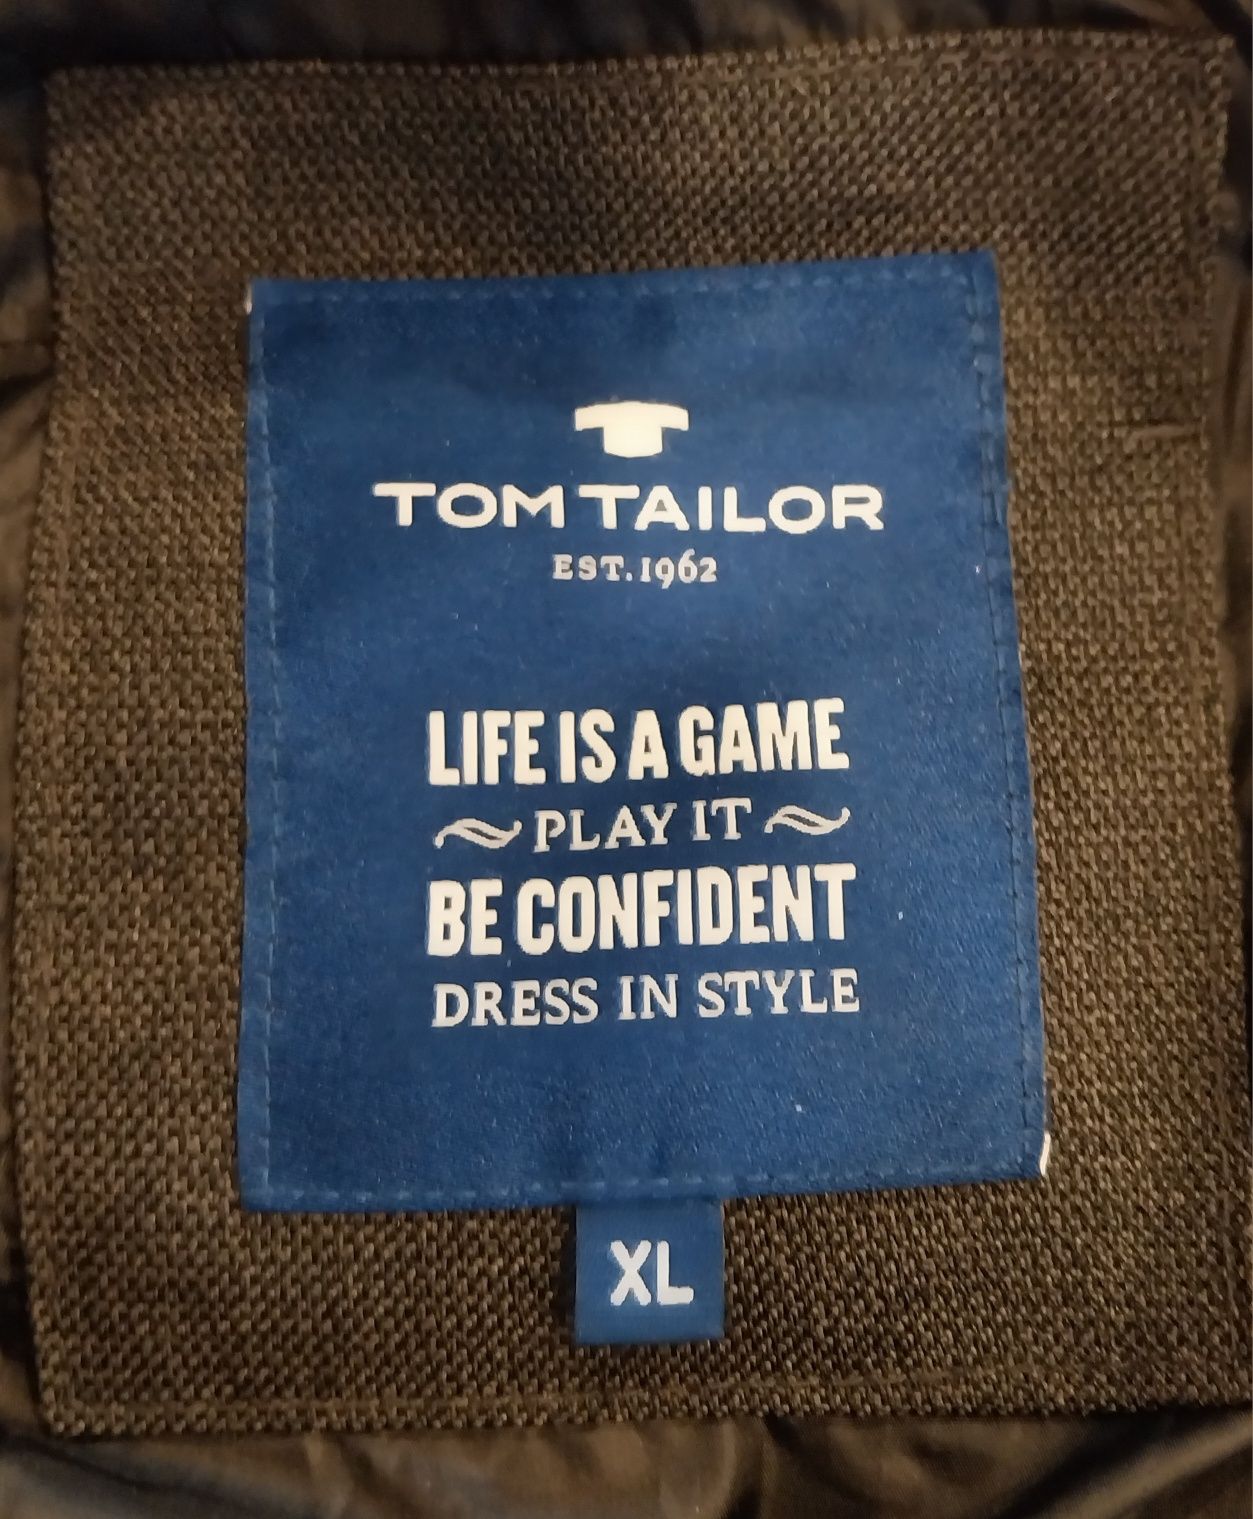 TOM TAILOR
EST. 1962
LIFE IS A GAME
PLAY IT
BE CONFIDENT
DRESS IN STYLE
XL